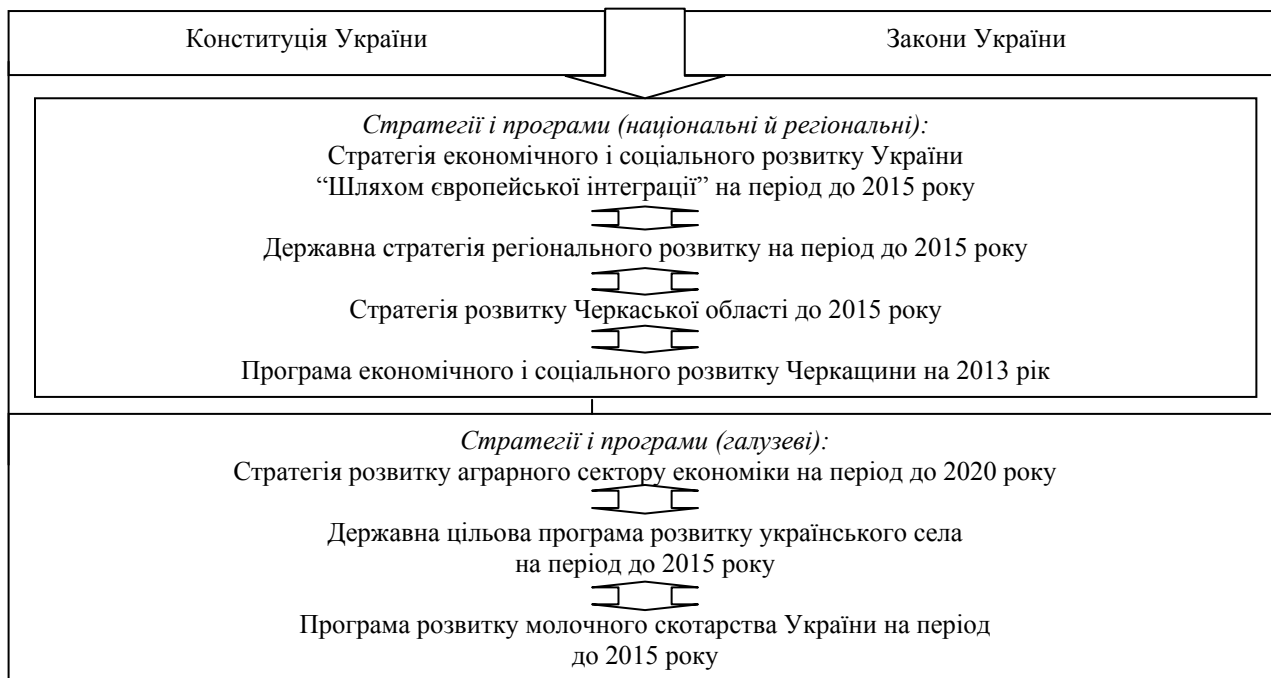 Конституція України
Закони України
Стратегії і програми (національні й регіональні):
Стратегія економічного і соціального розвитку України
“Шляхом європейської інтеграції” на період до 2015 року
Державна стратегія регіонального розвитку на період до 2015 року
Стратегія розвитку Черкаської області до 2015 року
Програма економічного і соціального розвитку Черкащини на 2013 рік
Стратегії і програми (галузеві):
Стратегія розвитку аграрного сектору економіки на період до 2020 року
Державна цільова програма розвитку українського села
на період до 2015 року
Програма розвитку молочного скотарства України на період
до 2015 року